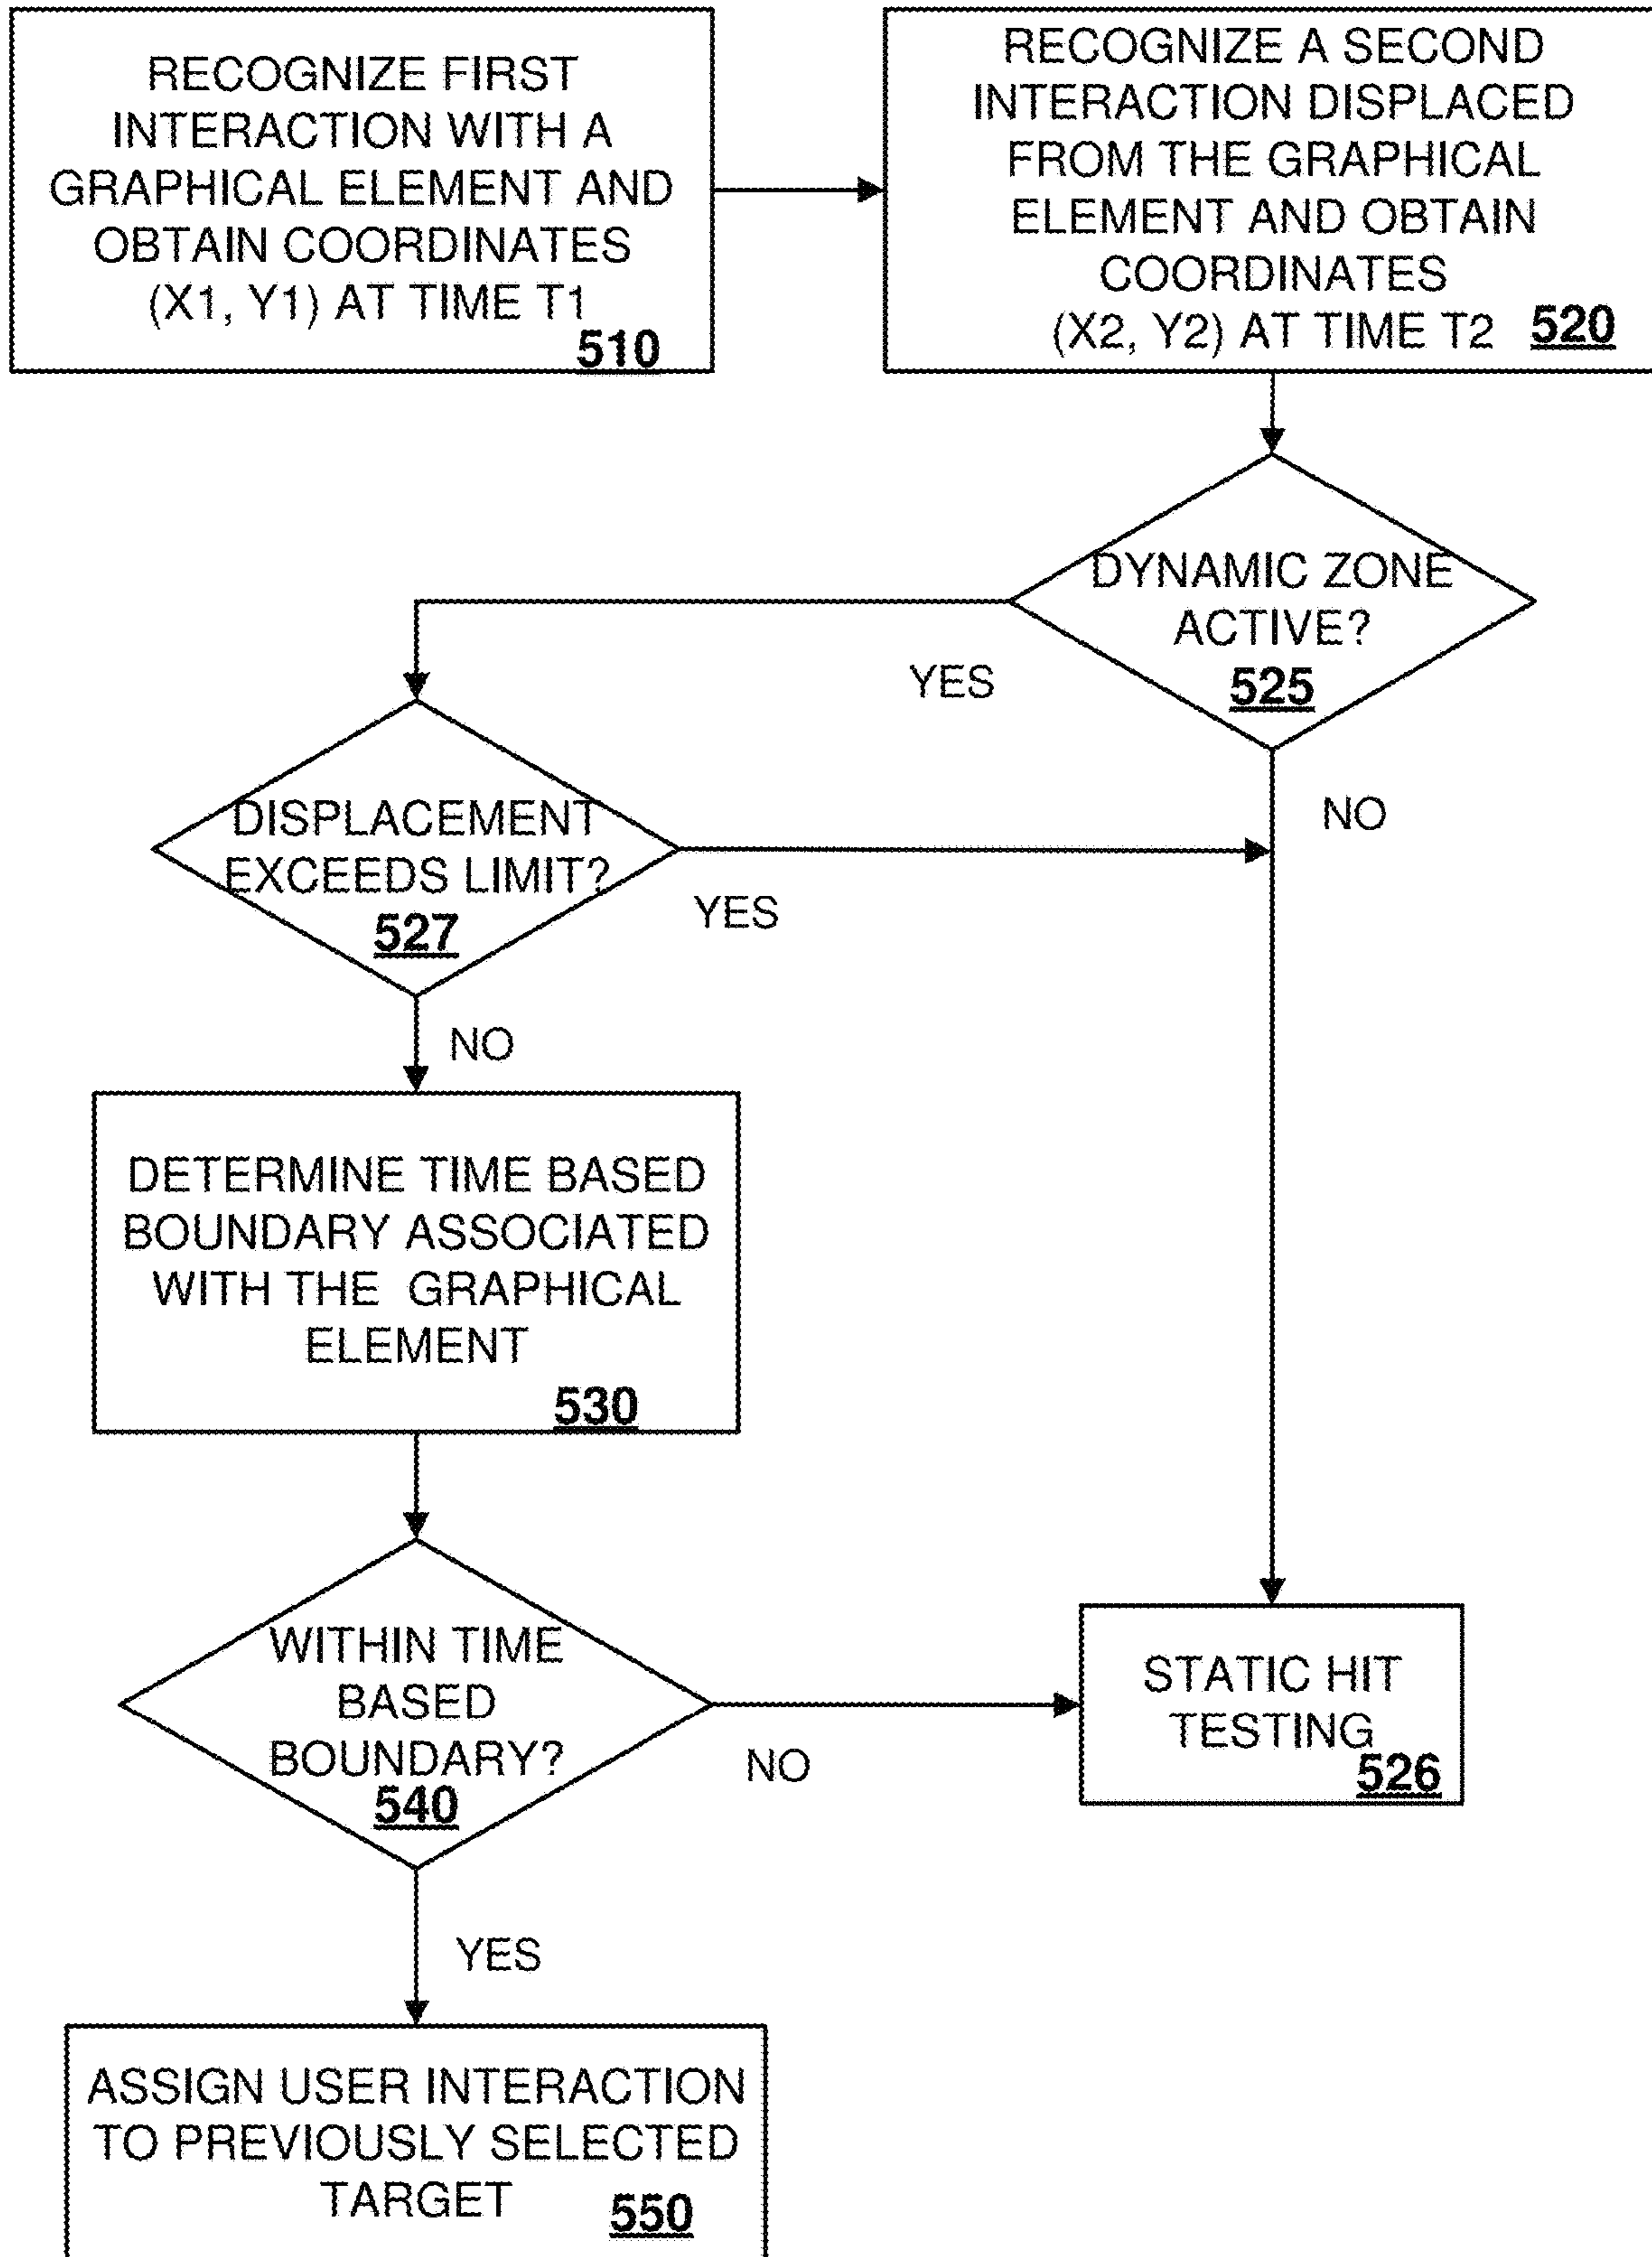 RECOGNIZE FIRST
INTERACTION WITH A
GRAPHICAL ELEMENT AND
OBTAIN COORDINATES
(X1, Y1) AT TIME T1
510
RECOGNIZE A SECOND
INTERACTION DISPLACED
FROM THE GRAPHICAL
ELEMENT AND OBTAIN
COORDINATES
(X2, Y2) AT TIME T2 520
DYNAMIC ZONE
ACTIVE?
525
YES
NO
DISPLACEMENT
EXCEEDS LIMIT?
527
YES
NO
DETERMINE TIME BASED
BOUNDARY ASSOCIATED
WITH THE GRAPHICAL
ELEMENT
530
WITHIN TIME
BASED
BOUNDARY?
540
NO
STATIC HIT
TESTING
526
YES
ASSIGN USER INTERACTION
TO PREVIOUSLY SELECTED
TARGET 550